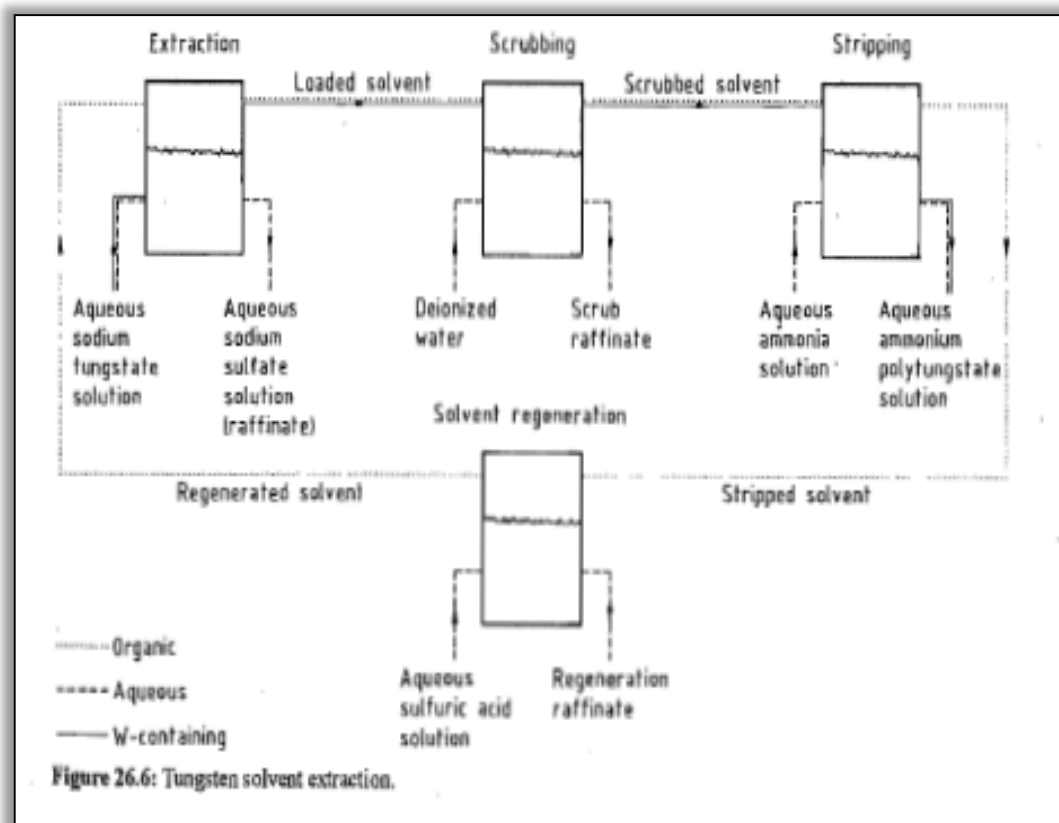 Extraction
Scrubbing
Stripping
Loaded solvent
Scrubbed solvent
Aqueous
sodium
tungstate
solution
Aqueous
sodium
sulfate
solution
(raffinate)
Deionized
water
Scrub
raffinate
Aqueous
ammonia
solution
Aqueous
ammonium
polytungstate
solution
Solvent regeneration
Regenerated solvent
Stripped solvent
Organic
Aqueous
W-containing
Aqueous
sulfuric acid
solution
Regeneration
raffinate
Figure 26.6: Tungsten solvent extraction.